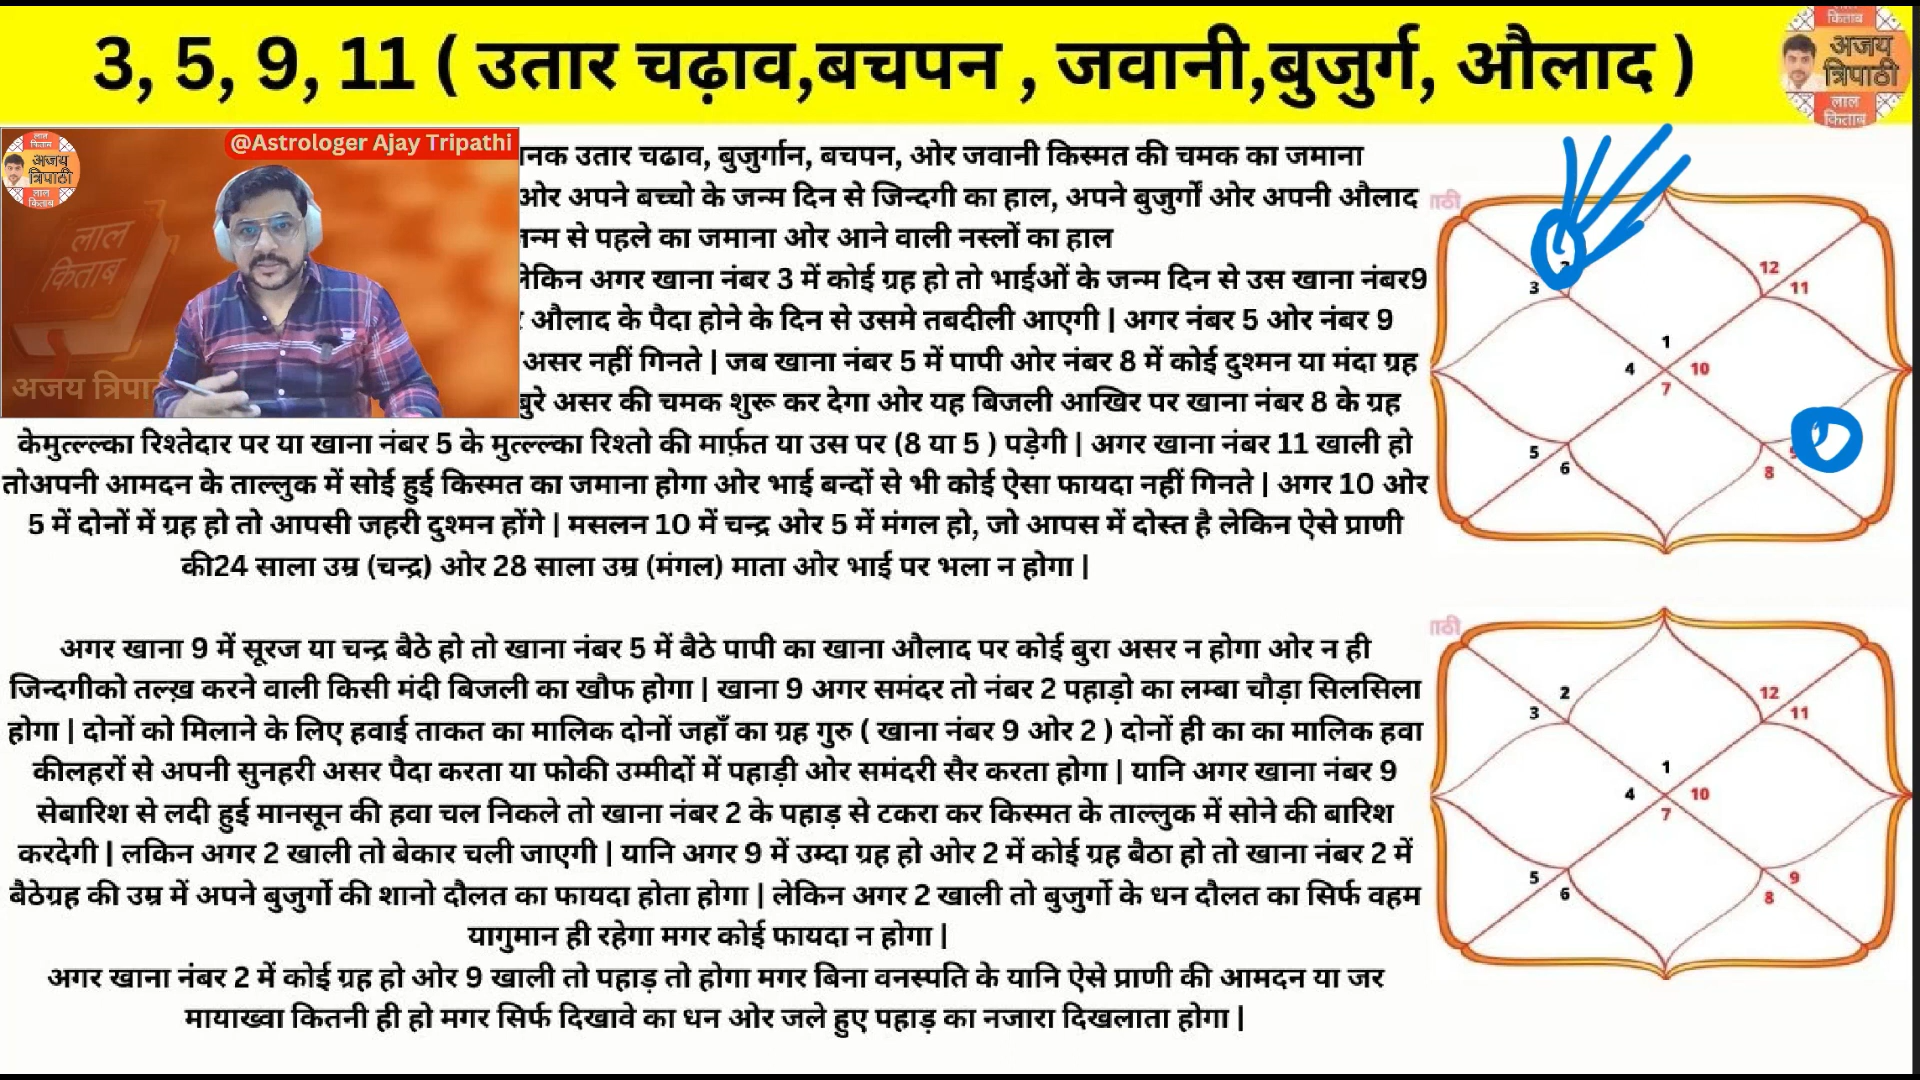 3, 5, 9, 11 ( उतार चढ़ाव,बचपन , जवानी,बुजुर्ग, औलाद )
लाल
किताब
अजय
त्रिपाठी
लाल
किताब
@Astrologer Ajay Tripathi
अजय
त्रिपाठी
लाल
किताब
लाल
किताब
अजय
उतार चढाव, बुजुर्गान, बचपन, ओर जवानी किस्मत की चमक का जमाना
ओर अपने बच्चो के जन्म दिन से जिन्दगी का हाल, अपने बुजुर्गों ओर अपनी औलाद
से पहले का जमाना ओर आने वाली नस्लों का हाल
अगर खाना नंबर 3 में कोई ग्रह हो तो भाईओं के जन्म दिन से उस खाना नंबर9
औलाद के पैदा होने के दिन से उसमे तबदीली आएगी | अगर नंबर 5 ओर नंबर 9
असर नहीं गिनते | जब खाना नंबर 5 में पापी ओर नंबर 8 में कोई दुश्मन या मंदा ग्रह
असर की चमक शुरू कर देगा ओर यह बिजली आखिर पर खाना नंबर 8 के ग्रह
केमुत्ल्ल्का रिश्तेदार पर या खाना नंबर 5 के मुत्ल्ल्का रिश्तो की मार्फ़त या उस पर (8 या 5 ) पड़ेगी | अगर खाना नंबर 11 खाली हो
तोअपनी आमदन के ताल्लुक में सोई हुई किस्मत का जमाना होगा ओर भाई बन्दों से भी कोई ऐसा फायदा नहीं गिनते | अगर 10 ओर
5 में दोनों में ग्रह हो तो आपसी जहरी दुश्मन होंगे | मसलन 10 में चन्द्र ओर 5 में मंगल हो, जो आपस में दोस्त है लेकिन ऐसे प्राणी
की24 साला उम्र (चन्द्र) ओर 28 साला उम्र (मंगल) माता ओर भाई पर भला न होगा |
12
3
11
1
4
10
7
5
6
8
अगर खाना 9 में सूरज या चन्द्र बैठे हो तो खाना नंबर 5 में बैठे पापी का खाना औलाद पर कोई बुरा असर न होगा ओर न ही
जिन्दगीको तल्ख़ करने वाली किसी मंदी बिजली का खौफ होगा | खाना 9 अगर समंदर तो नंबर 2 पहाड़ो का लम्बा चौड़ा सिलसिला
होगा | दोनों को मिलाने के लिए हवाई ताकत का मालिक दोनों जहाँ का ग्रह गुरु ( खाना नंबर 9 ओर 2 ) दोनों ही का का मालिक हवा
कीलहरों से अपनी सुनहरी असर पैदा करता या फोकी उम्मीदों में पहाड़ी ओर समंदरी सैर करता होगा | यानि अगर खाना नंबर 9
सेबारिश से लदी हुई मानसून की हवा चल निकले तो खाना नंबर 2 के पहाड़ से टकरा कर किस्मत के ताल्लुक में सोने की बारिश
करदेगी | लकिन अगर 2 खाली तो बेकार चली जाएगी | यानि अगर 9 में उम्दा ग्रह हो ओर 2 में कोई ग्रह बैठा हो तो खाना नंबर 2 में
बैठेग्रह की उम्र में अपने बुजुर्गो की शानो दौलत का फायदा होता होगा | लेकिन अगर 2 खाली तो बुजुर्गो के धन दौलत का सिर्फ वहम
यागुमान ही रहेगा मगर कोई फायदा न होगा |
अगर खाना नंबर 2 में कोई ग्रह हो ओर 9 खाली तो पहाड़ तो होगा मगर बिना वनस्पति के यानि ऐसे प्राणी की आमदन या जर
मायाख्वा कितनी ही हो मगर सिर्फ दिखावे का धन ओर जले हुए पहाड़ का नजारा दिखलाता होगा |
2
12
3
11
1
4
10
7
5
9
6
8